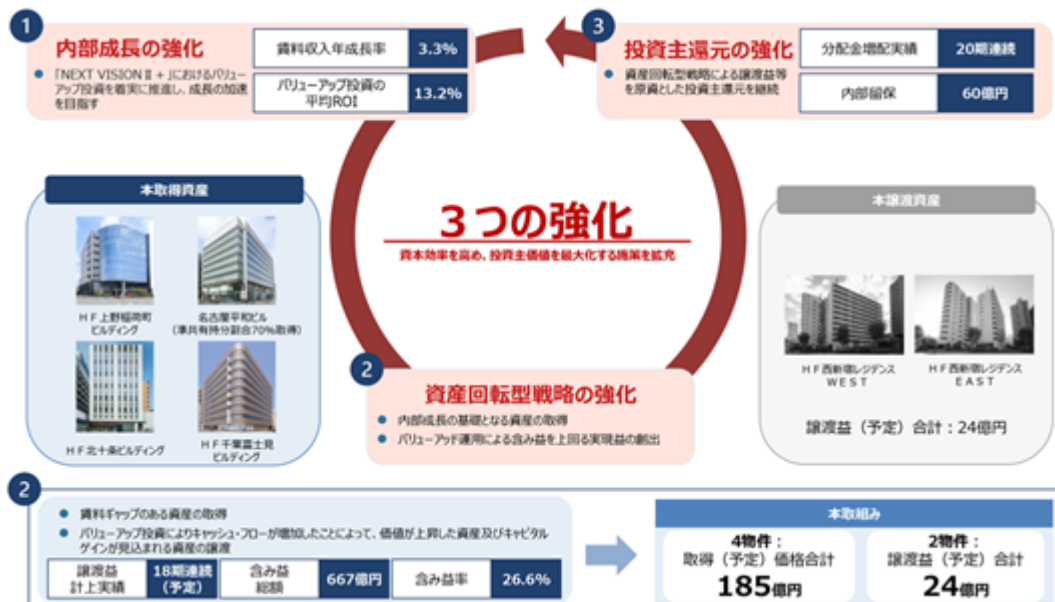 1
内部成長の強化
賃料収入年成長率
3.3%
● 「NEXT VISIONⅡ+」におけるバリュー
アップ投資を着実に推進し、成長の加速
を目指す
バリューアップ投資の
平均ROI
13.2%
3
投資主還元の強化
分配金増配実績
20期連続
● 資産回転型戦略による譲渡益等
を原資とした投資主還元を継続
内部留保
60億円
本取得資産
HF上野稲荷町
ビルディング
名古屋平和ビル
(準共有持分割合70%取得)
HF北十条ビルディング
HF千葉富士見
ビルディング
3つの強化
資本効率を高め、投資主価値を最大化する施策を拡充
本譲渡資産
HF西新宿レジデンス
WEST
HF西新宿レジデンス
EAST
譲渡益(予定)合計:24億円
2
資産回転型戦略の強化
● 内部成長の基礎となる資産の取得
● バリューアッド運用による含み益を上回る実現益の創出
2
● 賃料ギャップのある資産の取得
● バリューアップ投資によりキャッシュ・フローが増加したことによって、価値が上昇した資産及びキャピタル
ゲインが見込まれる資産の譲渡
譲渡益
計上実績
18期連続
(予定)
含み益
総額
667億円
含み益率
26.6%
本取組み
4物件:
取得(予定)価格合計
185億円
2物件:
譲渡益(予定)合計
24億円